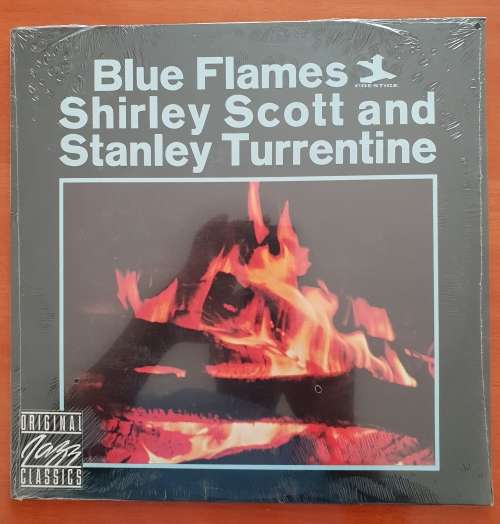 Blue Flames
PRESTIGE
Shirley Scott and
Stanley Turrentine
ORIGINAL
Jazz
CLASSICS